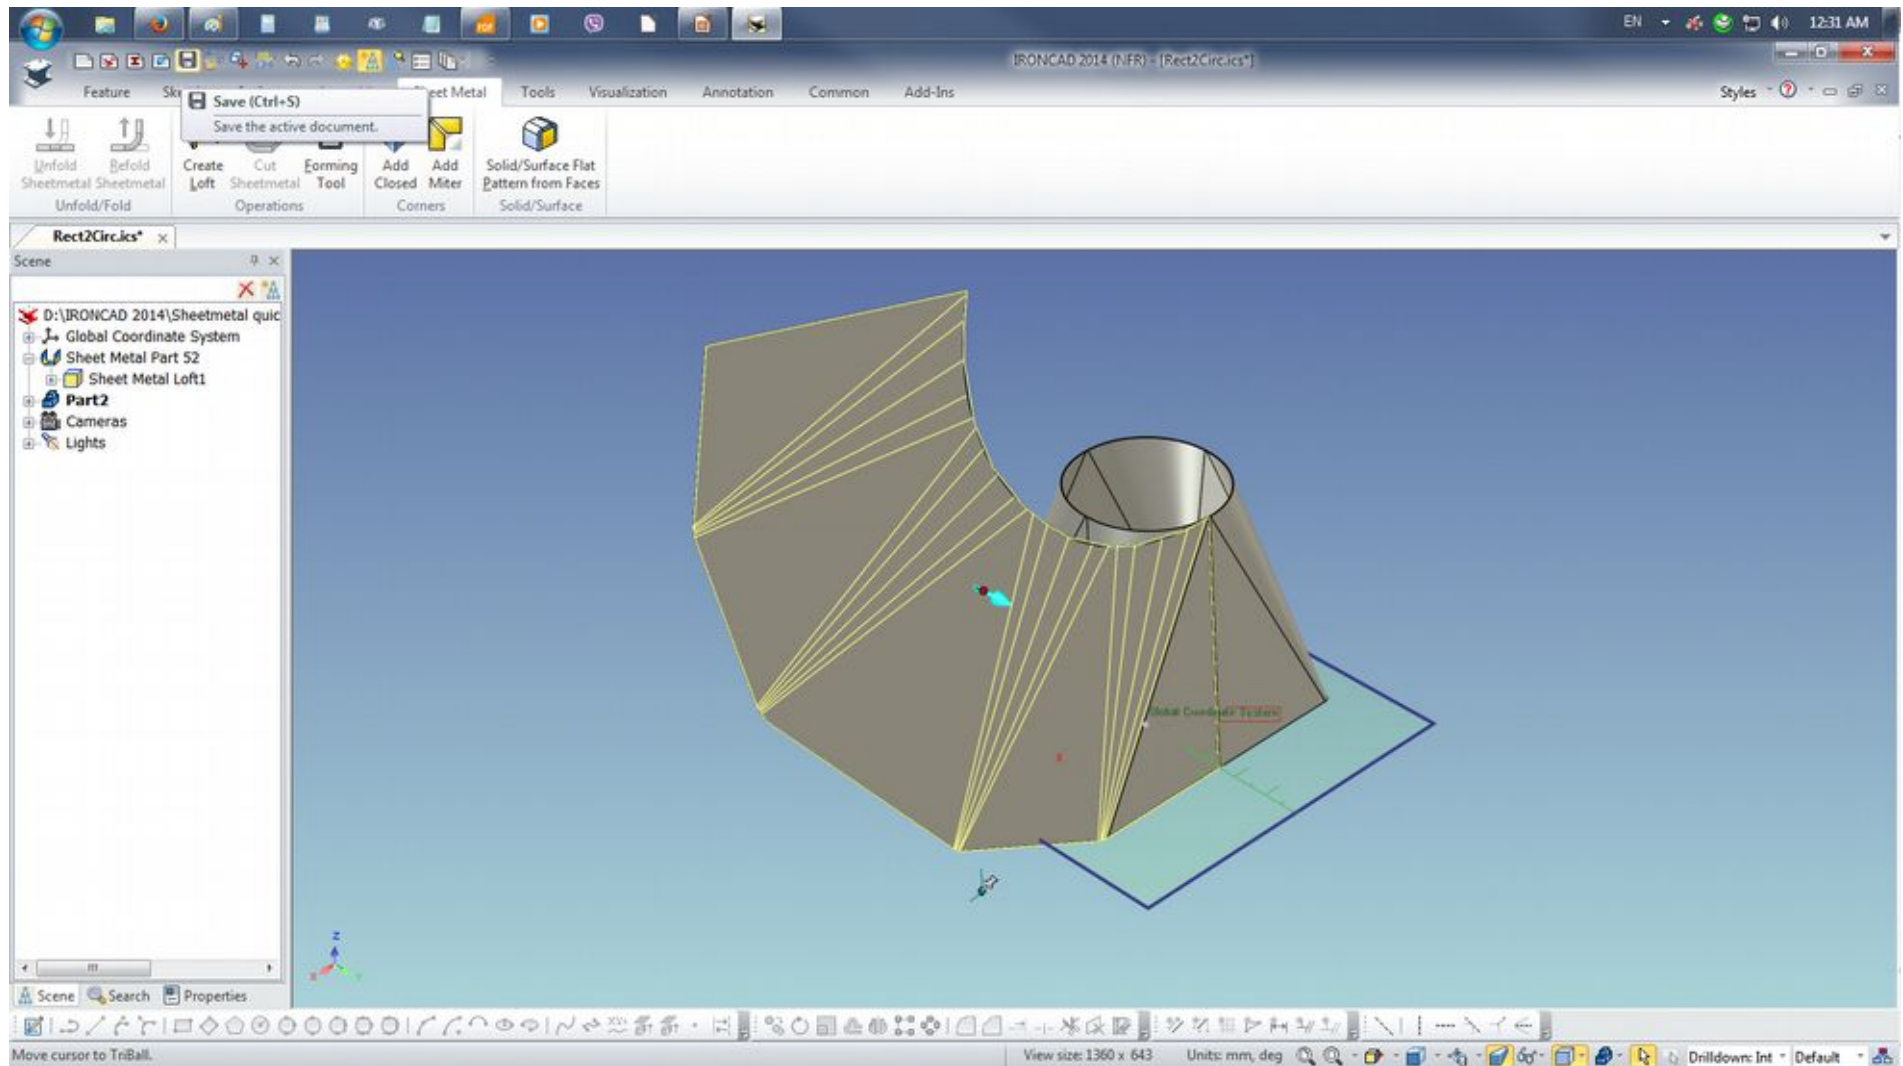 EN
12:31 AM
IRONCAD 2014 (NFR) - [Rect2Circ.ics*]
Feature
Tools
Visualization
Annotation
Common
Add-Ins
Styles
Save (Ctrl+S)
Save the active document.
Unfold Sheetmetal
Refold Sheetmetal
Create Loft
Cut Sheetmetal
Forming Tool
Add Closed
Add Miter
Solid/Surface Flat
Pattern from Faces
Unfold/Fold
Operations
Corners
Solid/Surface
Rect2Circ.ics*
Scene
D:\IRONCAD 2014\Sheetmetal quic
Global Coordinate System
Sheet Metal Part 52
Sheet Metal Loft1
Part2
Cameras
Lights
Global Coordinate System
Z
Scene
Search
Properties
Move cursor to TriBall.
View size: 1360 x 643
Units: mm, deg
Drilldown: Int
Default